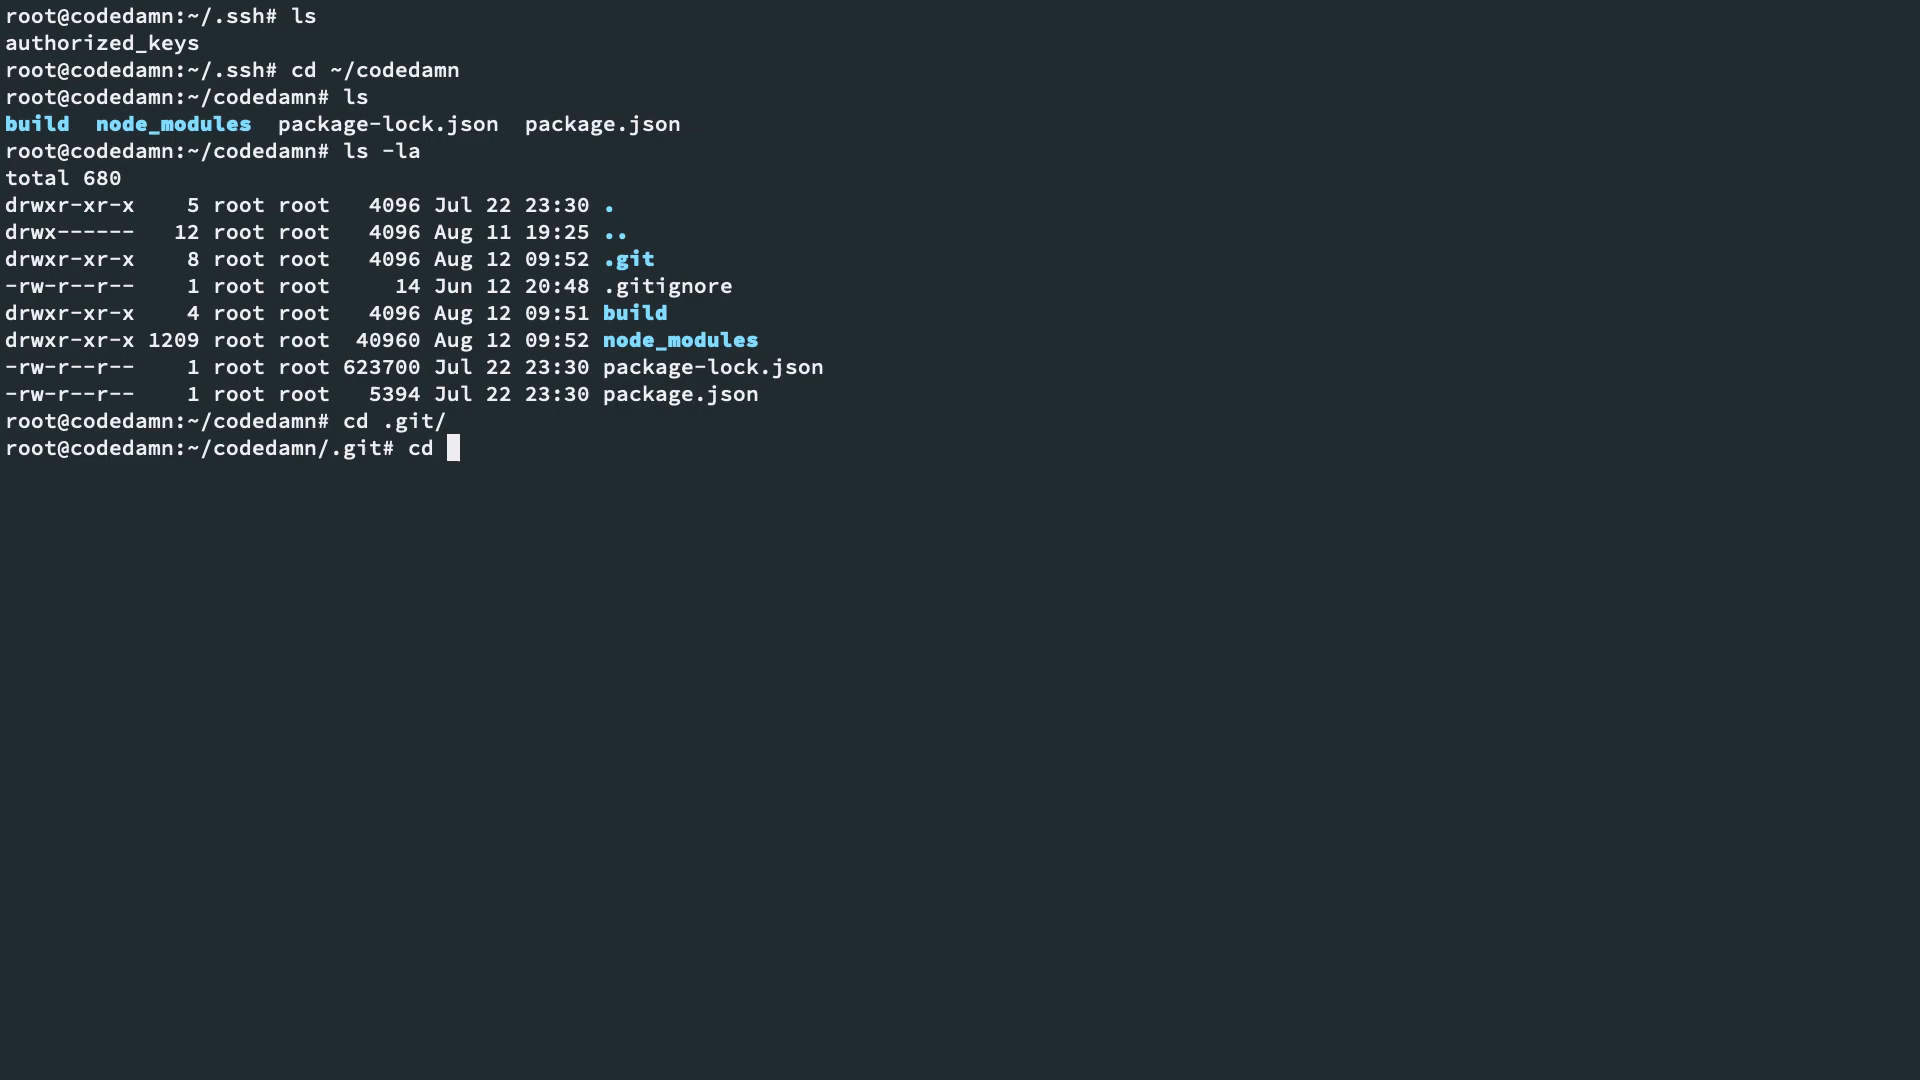 root@codedamn:~/.ssh# ls
authorized_keys
root@codedamn:~/.ssh# cd ~/codedamn
root@codedamn:~/codedamn# ls
build  node_modules  package-lock.json  package.json
root@codedamn:~/codedamn# ls -la
total 680
drwxr-xr-x    5 root root   4096 Jul 22 23:30 .
drwx------   12 root root   4096 Aug 11 19:25 ..
drwxr-xr-x    8 root root   4096 Aug 12 09:52 .git
-rw-r--r--    1 root root     14 Jun 12 20:48 .gitignore
drwxr-xr-x    4 root root   4096 Aug 12 09:51 build
drwxr-xr-x 1209 root root  40960 Aug 12 09:52 node_modules
-rw-r--r--    1 root root 623700 Jul 22 23:30 package-lock.json
-rw-r--r--    1 root root   5394 Jul 22 23:30 package.json
root@codedamn:~/codedamn# cd .git/
root@codedamn:~/codedamn/.git# cd